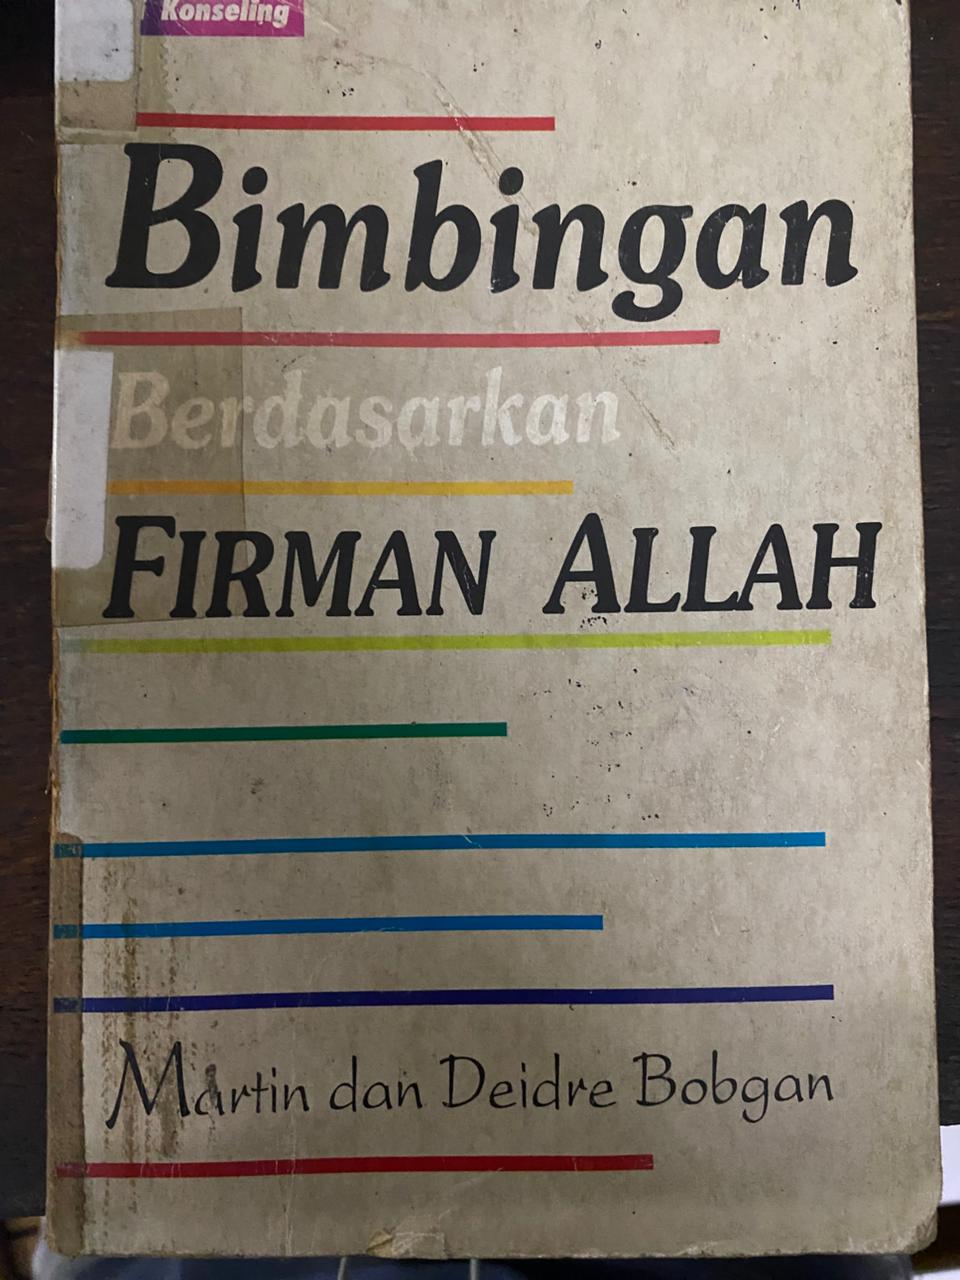 Konseling
Bimbingan
Berdasarkan
FIRMAN ALLAH
Martin dan Deidre Bobgan